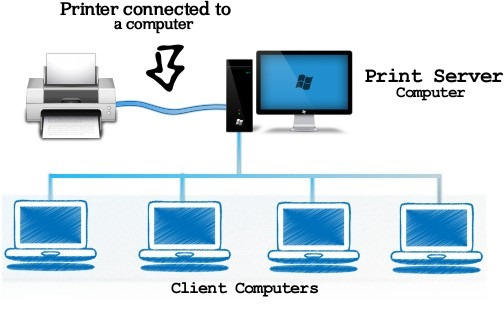 Printer connected to
a computer
Print Server
Computer
Client Computers